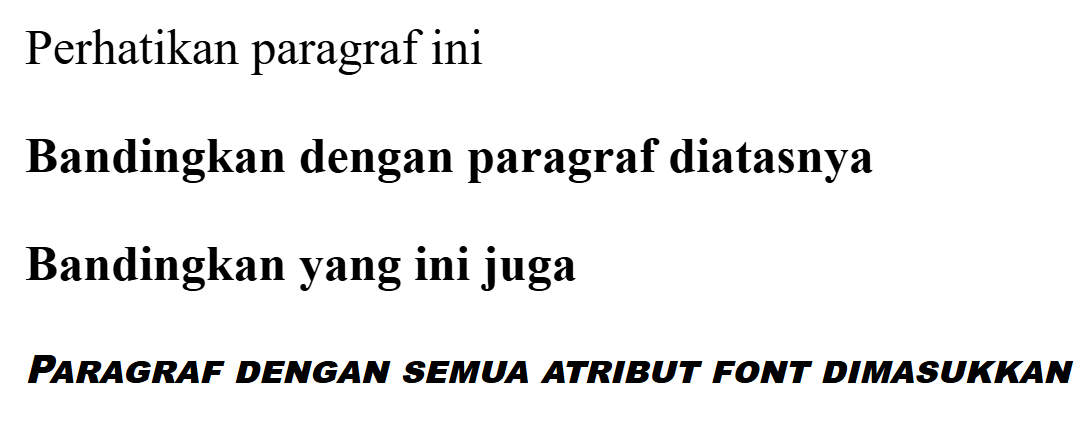 Perhatikan paragraf ini
Bandingkan dengan paragraf diatasnya
Bandingkan yang ini juga
PARAGRAF DENGAN SEMUA ATRIBUT FONT DIMASUKKAN